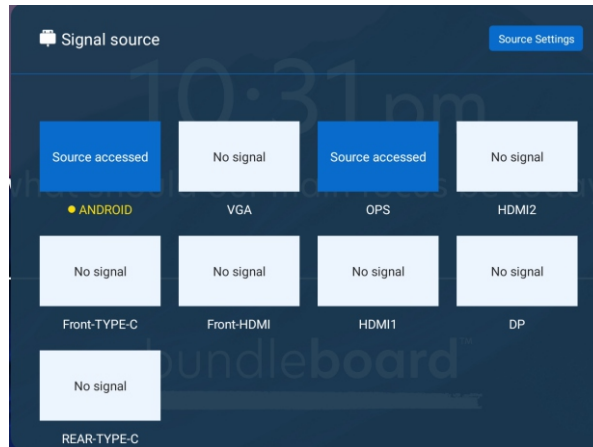 Signal source
Source Settings
10:31 pm
Source accessed
No signal
Source accessed
No signal
ANDROID
VGA
OPS
HDMI2
No signal
No signal
No signal
No signal
Front-TYPE-C
Front-HDMI
HDMI1
DP
bundleboard™
No signal
REAR-TYPE-C